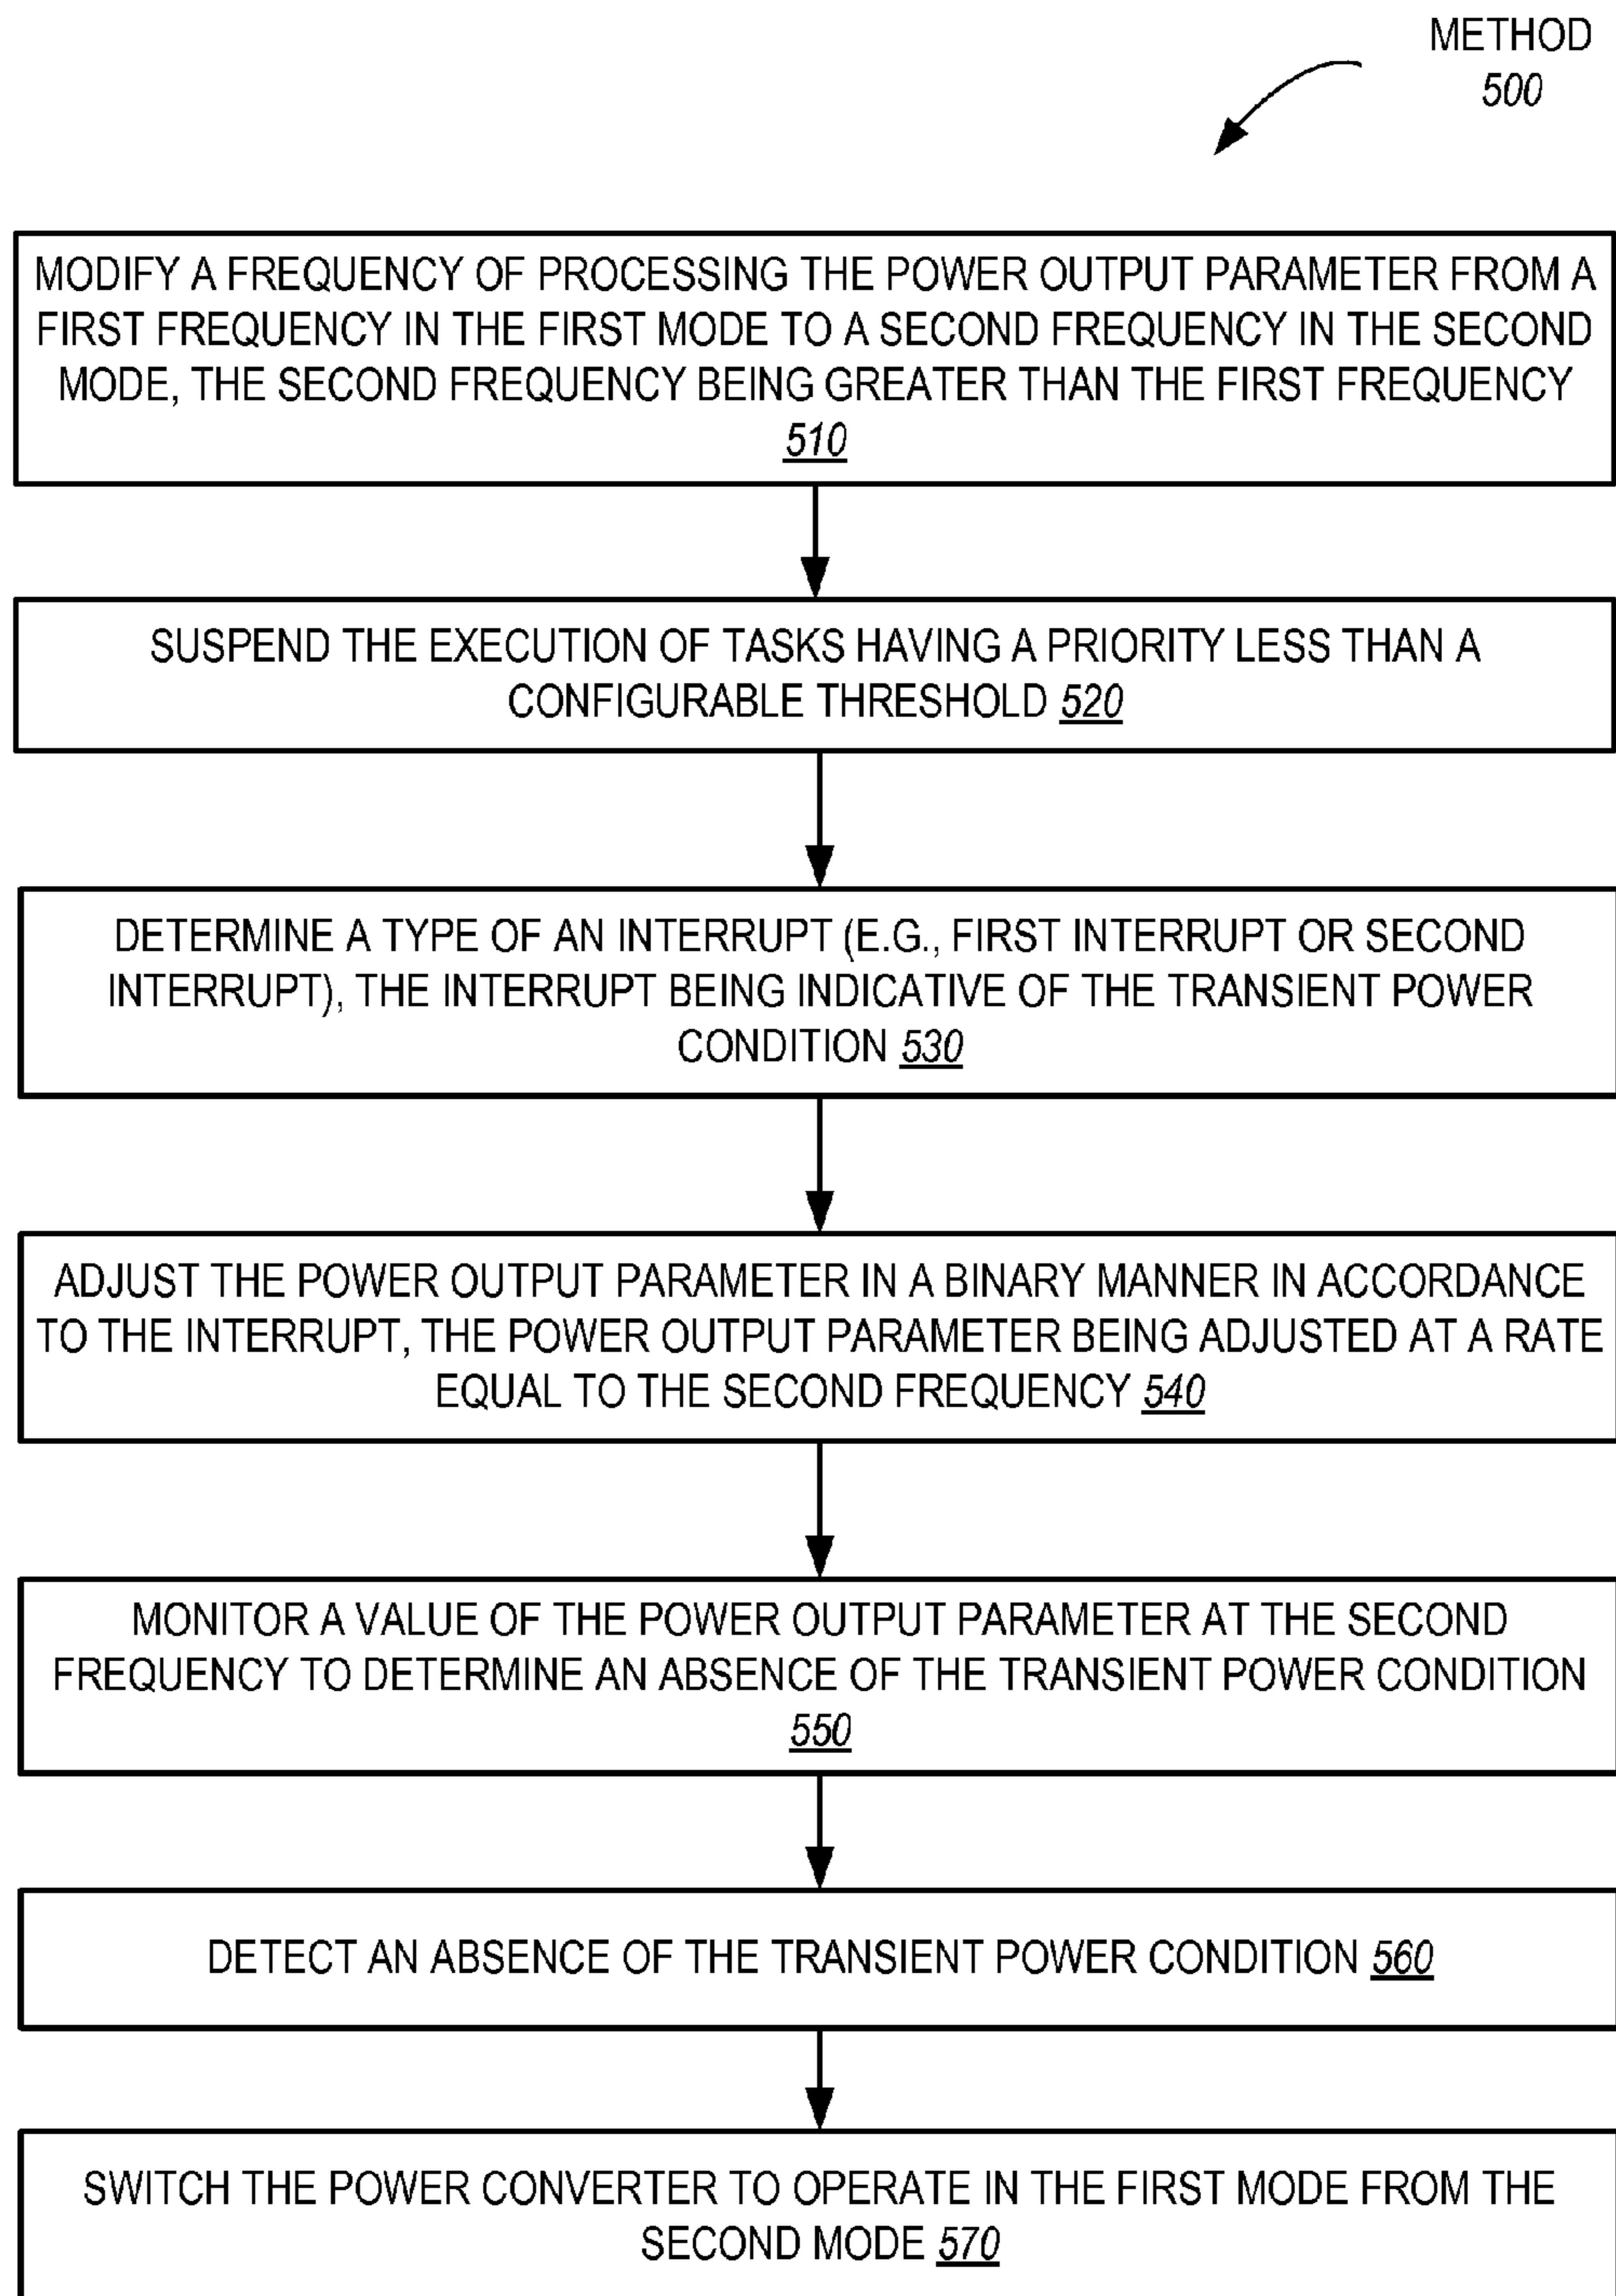 METHOD
500
MODIFY A FREQUENCY OF PROCESSING THE POWER OUTPUT PARAMETER FROM A
FIRST FREQUENCY IN THE FIRST MODE TO A SECOND FREQUENCY IN THE SECOND
MODE, THE SECOND FREQUENCY BEING GREATER THAN THE FIRST FREQUENCY
510
SUSPEND THE EXECUTION OF TASKS HAVING A PRIORITY LESS THAN A
CONFIGURABLE THRESHOLD 520
DETERMINE A TYPE OF AN INTERRUPT (E.G., FIRST INTERRUPT OR SECOND
INTERRUPT), THE INTERRUPT BEING INDICATIVE OF THE TRANSIENT POWER
CONDITION 530
ADJUST THE POWER OUTPUT PARAMETER IN A BINARY MANNER IN ACCORDANCE
TO THE INTERRUPT, THE POWER OUTPUT PARAMETER BEING ADJUSTED AT A RATE
EQUAL TO THE SECOND FREQUENCY 540
MONITOR A VALUE OF THE POWER OUTPUT PARAMETER AT THE SECOND
FREQUENCY TO DETERMINE AN ABSENCE OF THE TRANSIENT POWER CONDITION
550
DETECT AN ABSENCE OF THE TRANSIENT POWER CONDITION 560
SWITCH THE POWER CONVERTER TO OPERATE IN THE FIRST MODE FROM THE
SECOND MODE 570